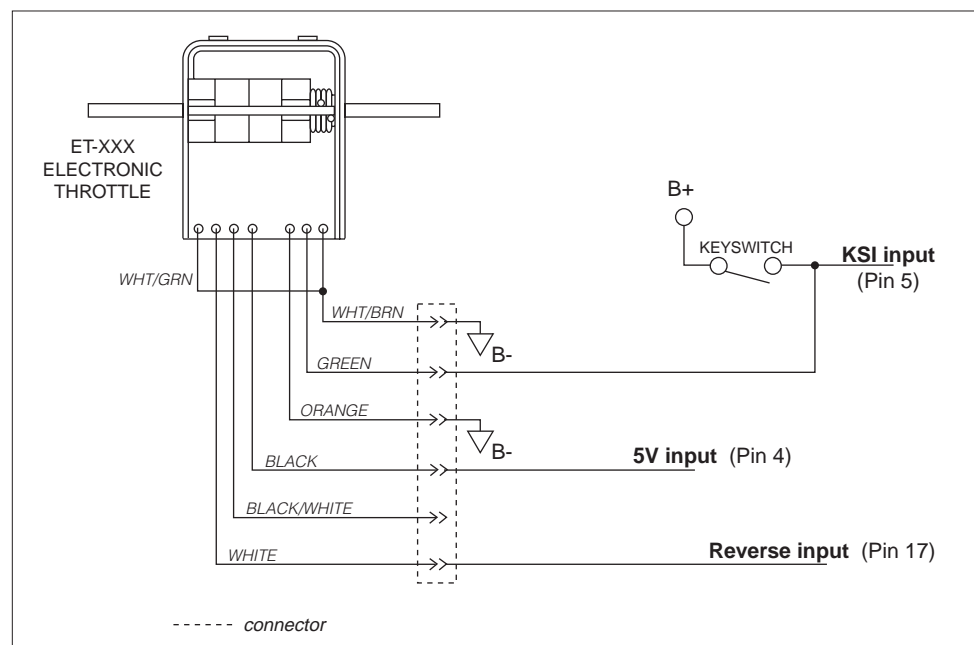 ET-XXX
ELECTRONIC
THROTTLE
B+
KEYSWITCH
KSI input
(Pin 5)
WHT/GRN
WHT/BRN
B-
GREEN
ORANGE
B-
BLACK
5V input (Pin 4)
BLACK/WHITE
WHITE
Reverse input (Pin 17)
connector